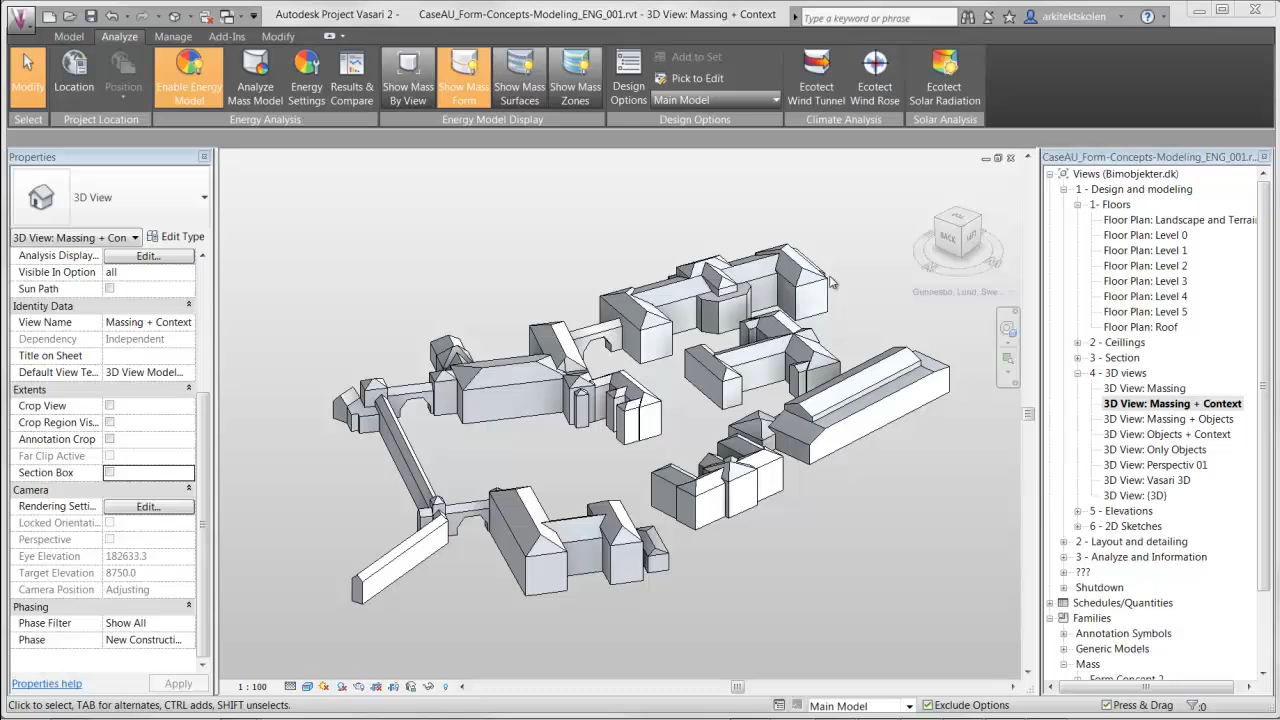 Autodesk Project Vasari 2 -
CaseAU_Form-Concepts-Modeling_ENG_001.rvt - 3D View: Massing + Context
Type a keyword or phrase
arkitektskolen
Model
Analyze
Manage
Add-Ins
Modify
Modify
Location
Position
Enable Energy
Model
Analyze
Mass Model
Energy
Settings
Results &
Compare
Show Mass
By View
Show Mass
Form
Show Mass
Surfaces
Show Mass
Zones
Design
Options
Add to Set
Pick to Edit
Main Model
Ecotect
Wind Tunnel
Ecotect
Wind Rose
Ecotect
Solar Radiation
Select
Project Location
Energy Analysis
Energy Model Display
Design Options
Climate Analysis
Solar Analysis
Properties
3D View
3D View: Massing + Con
Edit Type
Analysis Display... Edit...
Visible In Option all
Sun Path
Identity Data
View Name Massing + Context
Dependency Independent
Title on Sheet
Default View Te... 3D View Model...
Extents
Crop View
Crop Region Vis...
Annotation Crop
Far Clip Active
Section Box
Camera
Rendering Setti... Edit...
Locked Orientati...
Perspective
Eye Elevation 182633.3
Target Elevation 8750.0
Camera Position Adjusting
Phasing
Phase Filter Show All
Phase New Constructi...
Properties help
Apply
BACK
LEFT
Gunnesbo, Lund, Swe...
CaseAU_Form-Concepts-Modeling_ENG_001.r...
Views (Bimobjekter.dk)
1 - Design and modeling
1- Floors
Floor Plan: Landscape and Terrai
Floor Plan: Level 0
Floor Plan: Level 1
Floor Plan: Level 2
Floor Plan: Level 3
Floor Plan: Level 4
Floor Plan: Level 5
Floor Plan: Roof
2 - Ceillings
3 - Section
4 - 3D views
3D View: Massing
3D View: Massing + Context
3D View: Massing + Objects
3D View: Objects + Context
3D View: Only Objects
3D View: Perspectiv 01
3D View: Vasari 3D
3D View: {3D}
5 - Elevations
6 - 2D Sketches
2 - Layout and detailing
3 - Analyze and Information
???
Shutdown
Schedules/Quantities
Families
Annotation Symbols
Generic Models
Mass
Form Concept 2
1 : 100
Click to select, TAB for alternates, CTRL adds, SHIFT unselects.
Main Model
Exclude Options
Press & Drag
:0